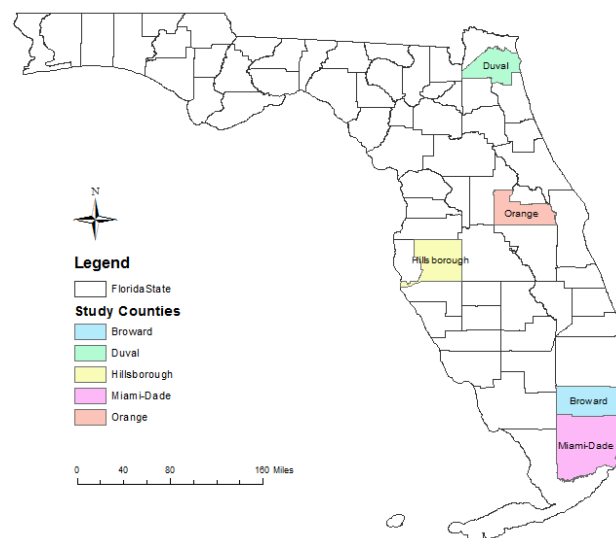 Duval
Orange
Hillsborough
Broward
Miami-Dade
N
Legend
FloridaState
Study Counties
Broward
Duval
Hillsborough
Miami-Dade
Orange
0 40 80 160 Miles